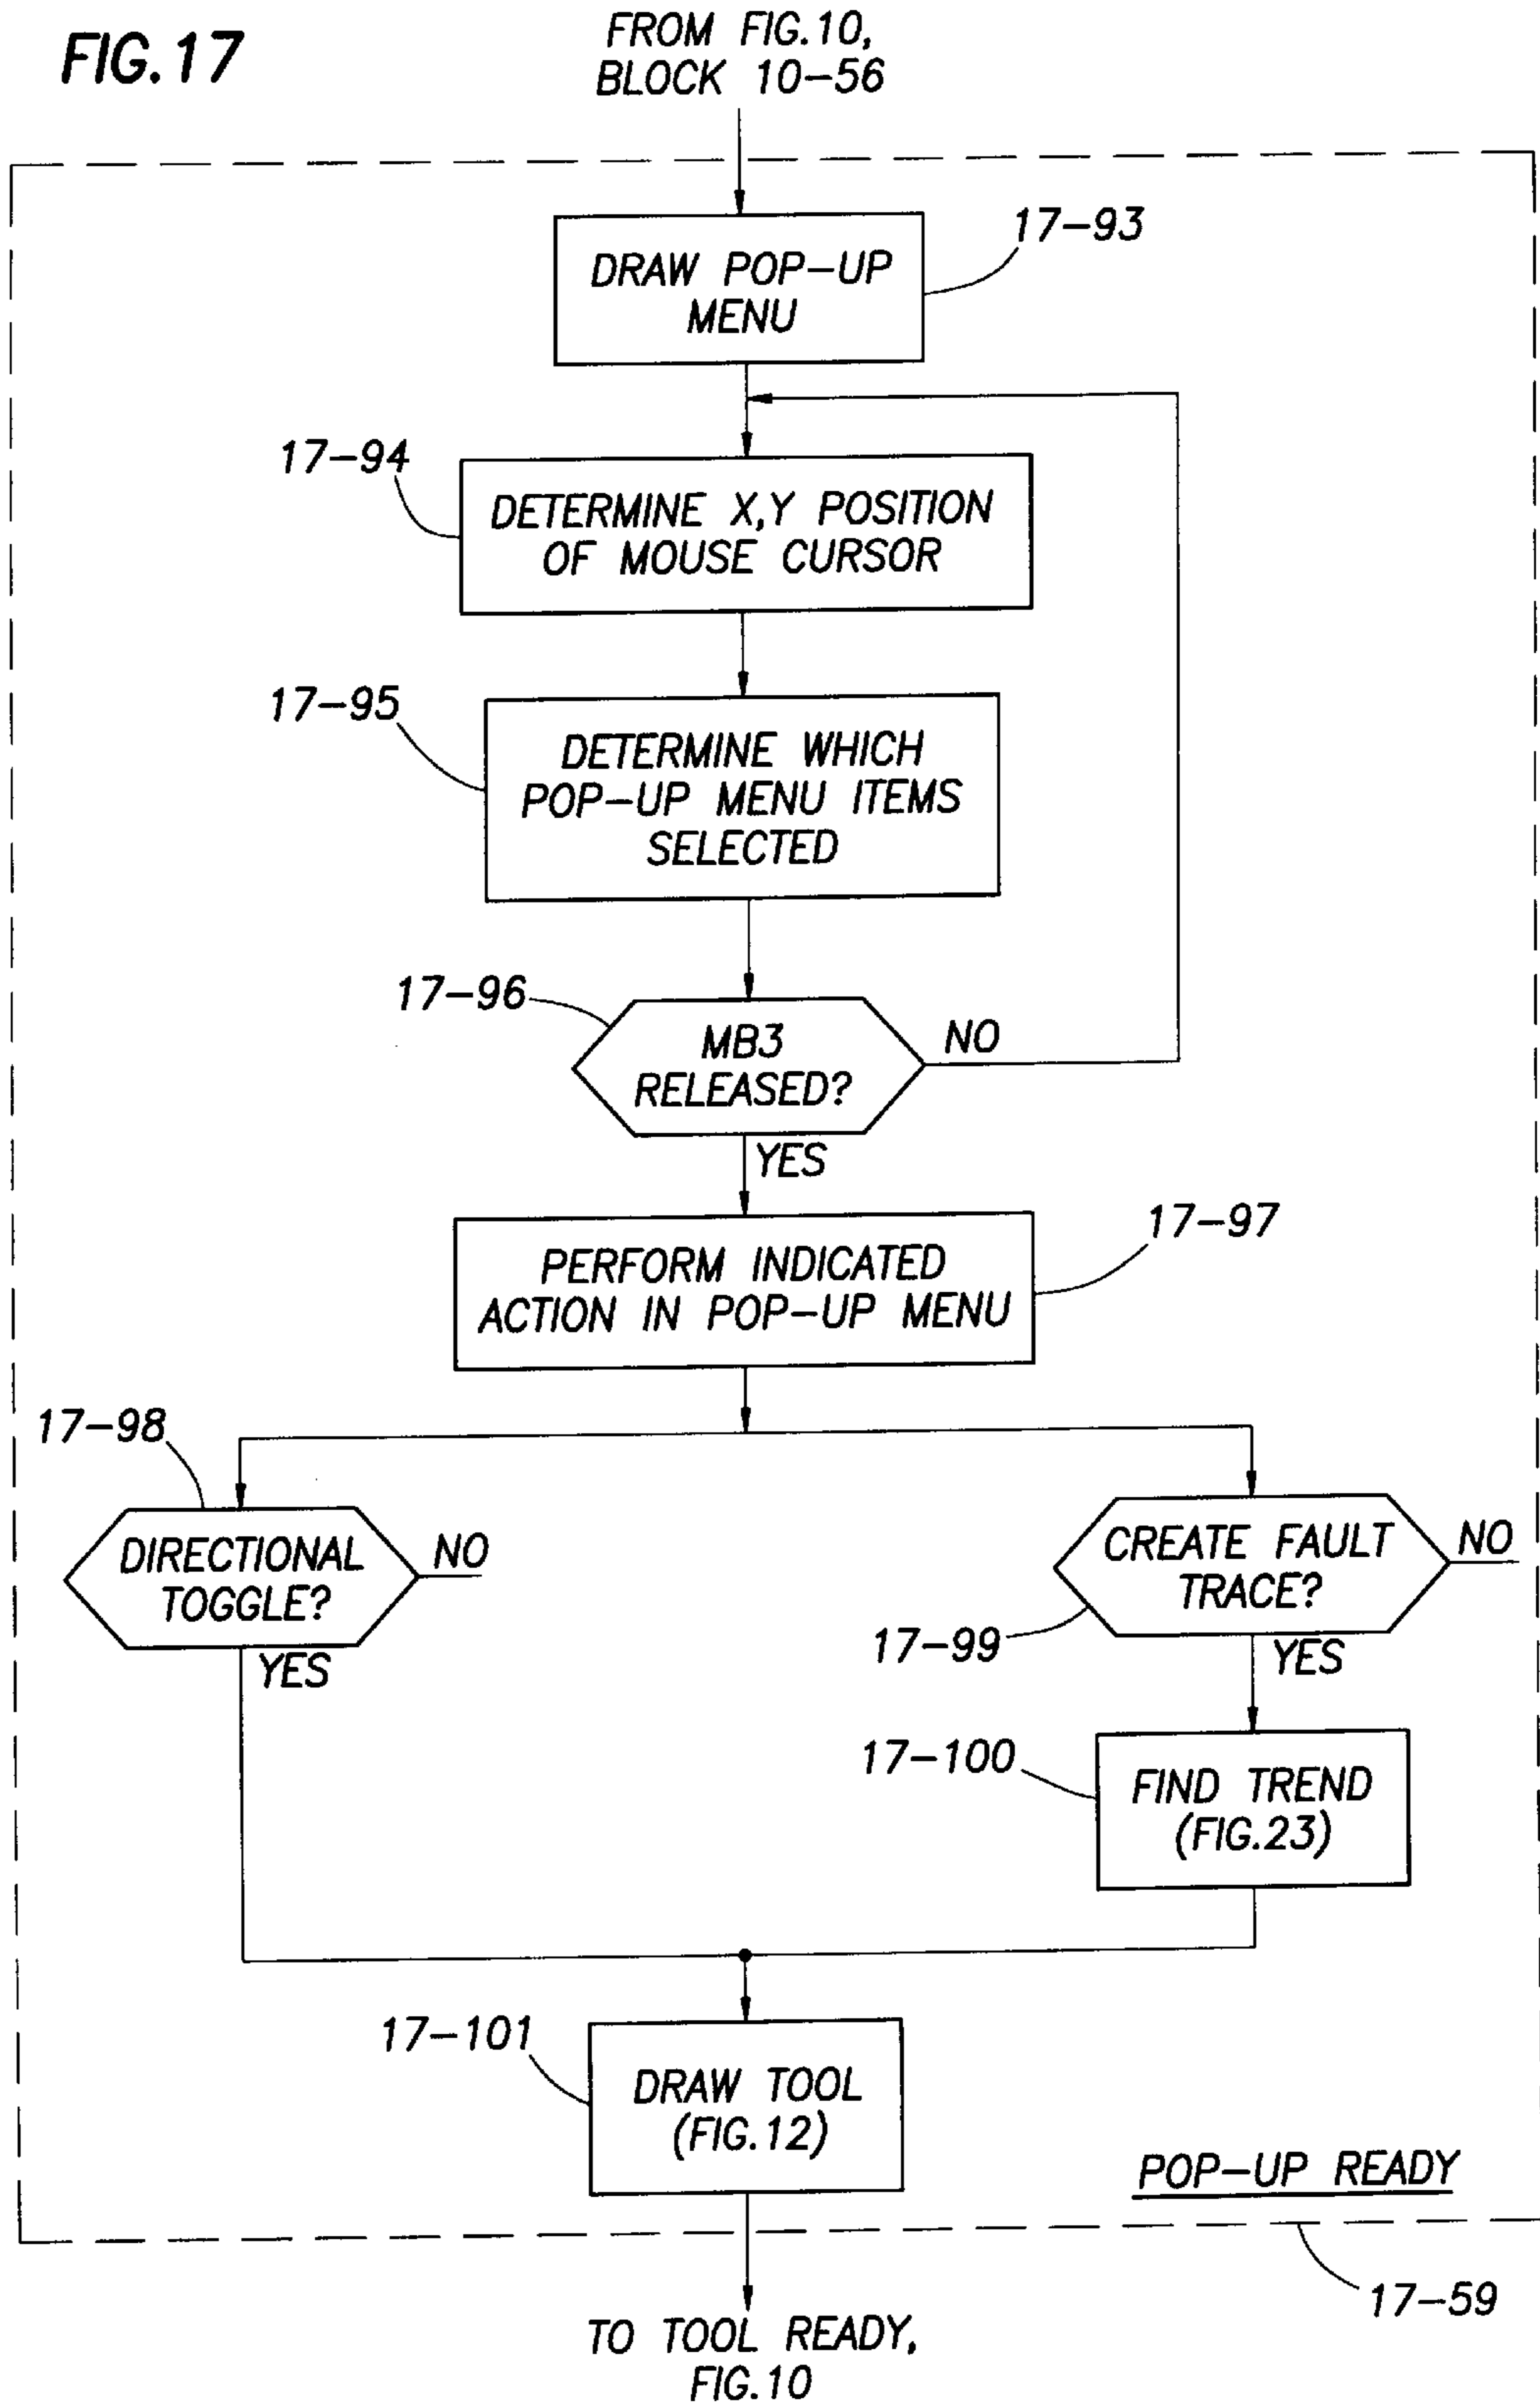 FIG.17
FROM FIG.10,
BLOCK 10-56
17-93
DRAW POP-UP
MENU
17-94
DETERMINE X,Y POSITION
OF MOUSE CURSOR
17-95
DETERMINE WHICH
POP-UP MENU ITEMS
SELECTED
17-96
MB3
RELEASED?
NO
YES
17-97
PERFORM INDICATED
ACTION IN POP-UP MENU
17-98
DIRECTIONAL
TOGGLE?
NO
YES
CREATE FAULT
TRACE?
NO
17-99
YES
17-100
FIND TREND
(FIG.23)
17-101
DRAW TOOL
(FIG.12)
POP-UP READY
17-59
TO TOOL READY,
FIG.10